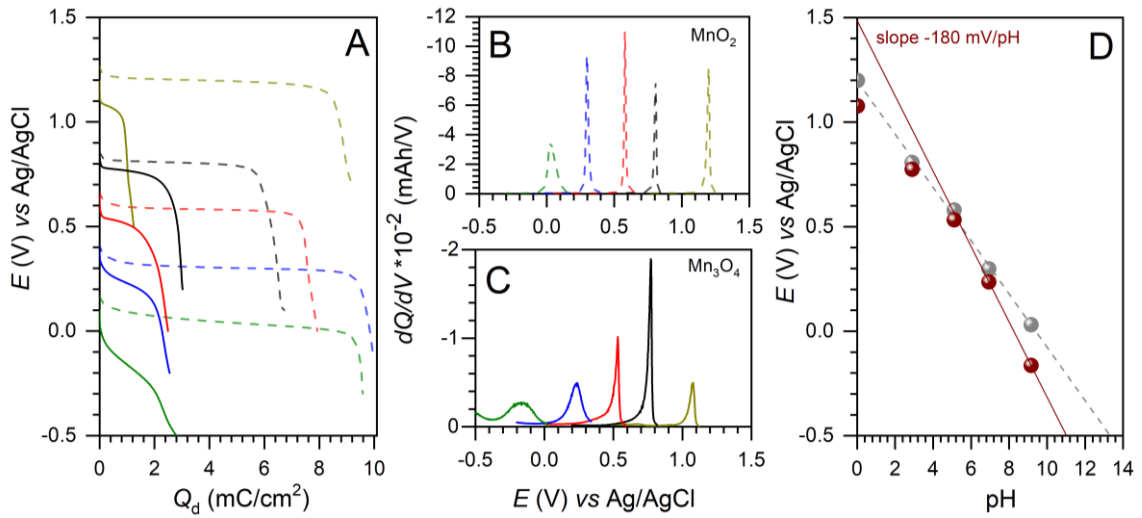 A
1.5
1.0
0.5
0.0
-0.5
E (V) vs Ag/AgCl
0 2 4 6 8 10
Qd (mC/cm²)
B
MnO₂
-12
-10
-8
-6
-4
-2
0
-0.5 0.0 0.5 1.0 1.5
dQ/dV *10⁻² (mAh/V)
C
Mn₃O₄
-2
-1
0
-0.5 0.0 0.5 1.0 1.5
E (V) vs Ag/AgCl
D
slope -180 mV/pH
1.5
1.0
0.5
0.0
-0.5
E (V) vs Ag/AgCl
0 2 4 6 8 10 12 14
pH